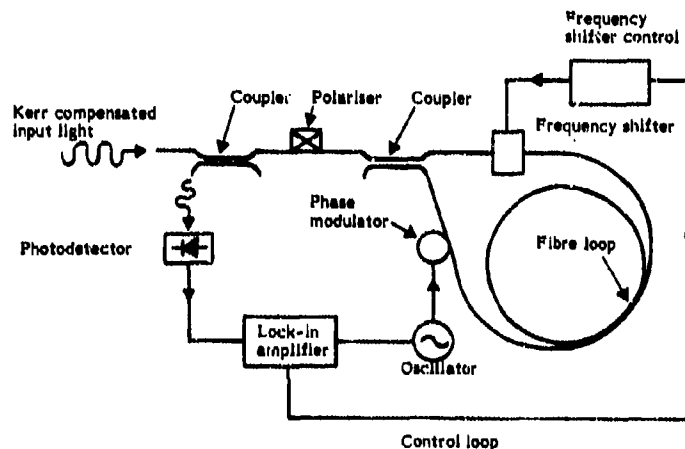 Frequency
shifter control
Coupler
Polariser
Coupler
Kerr compensated
input light
Frequency shifter
Phase
modulator
Photodetector
Fibre loop
Lock-in
amplifier
Oscillator
Control loop